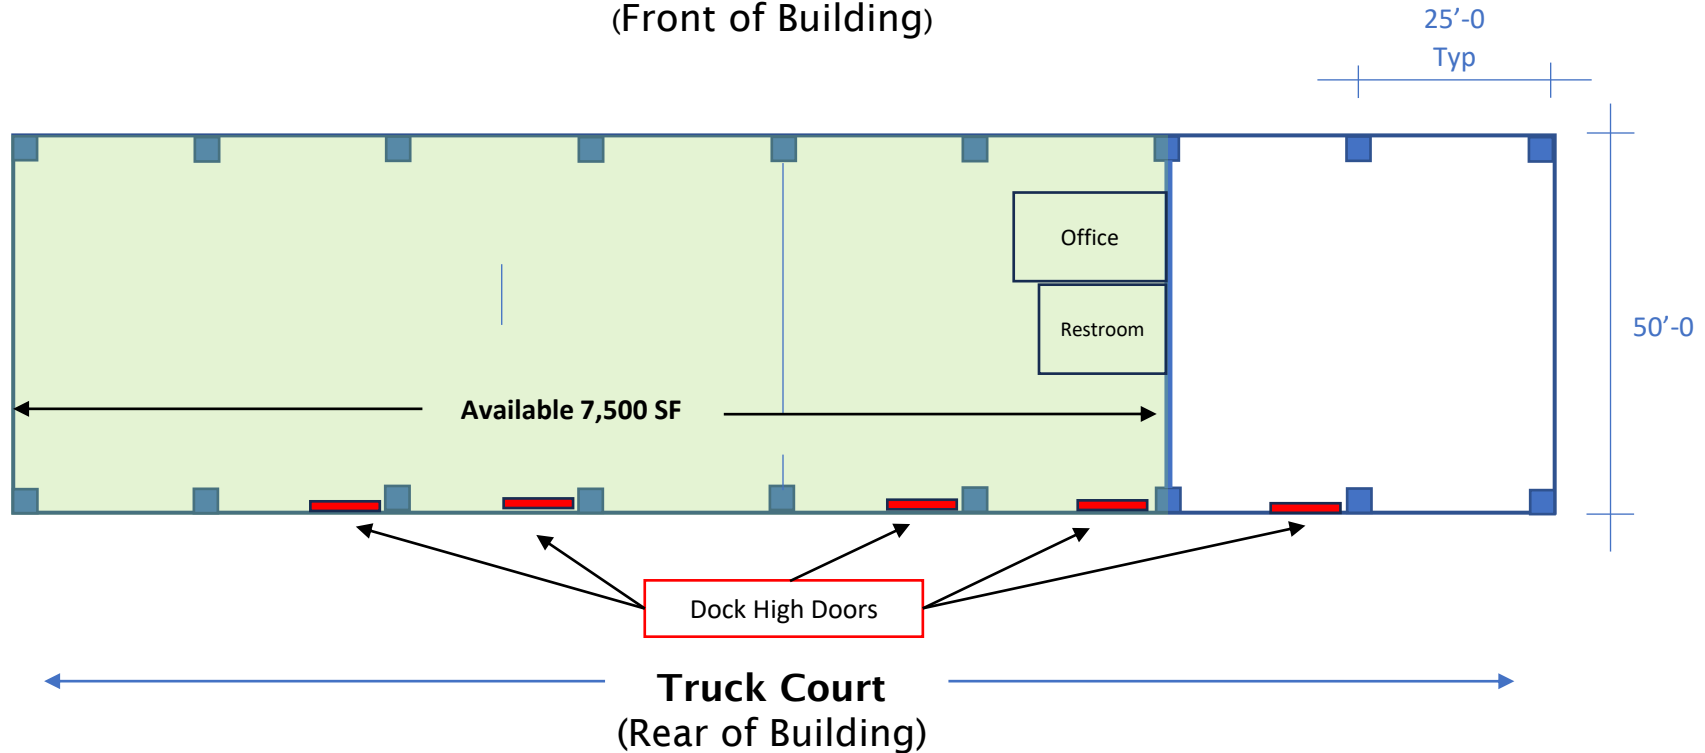 (Front of Building)
25’-0
Typ
Office
50’-0
Restroom
Available 7,500 SF
Dock High Doors
Truck Court
(Rear of Building)